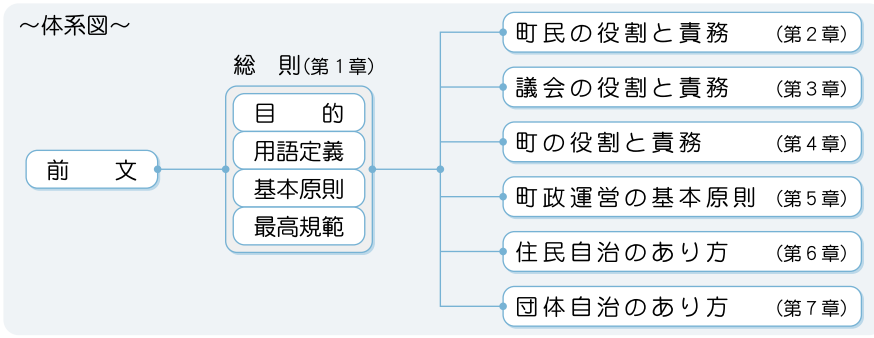 ～体系図～
前　　文
総　則(第１章)
目　　的
用語定義
基本原則
最高規範
町民の役割と責務　(第２章)
議会の役割と責務　(第３章)
町の役割と責務　(第４章)
町政運営の基本原則　(第５章)
住民自治のあり方　(第６章)
団体自治のあり方　(第７章)